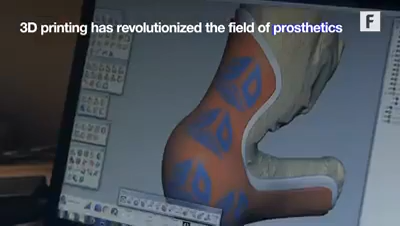 3D printing has revolutionized the field of prosthetics
F